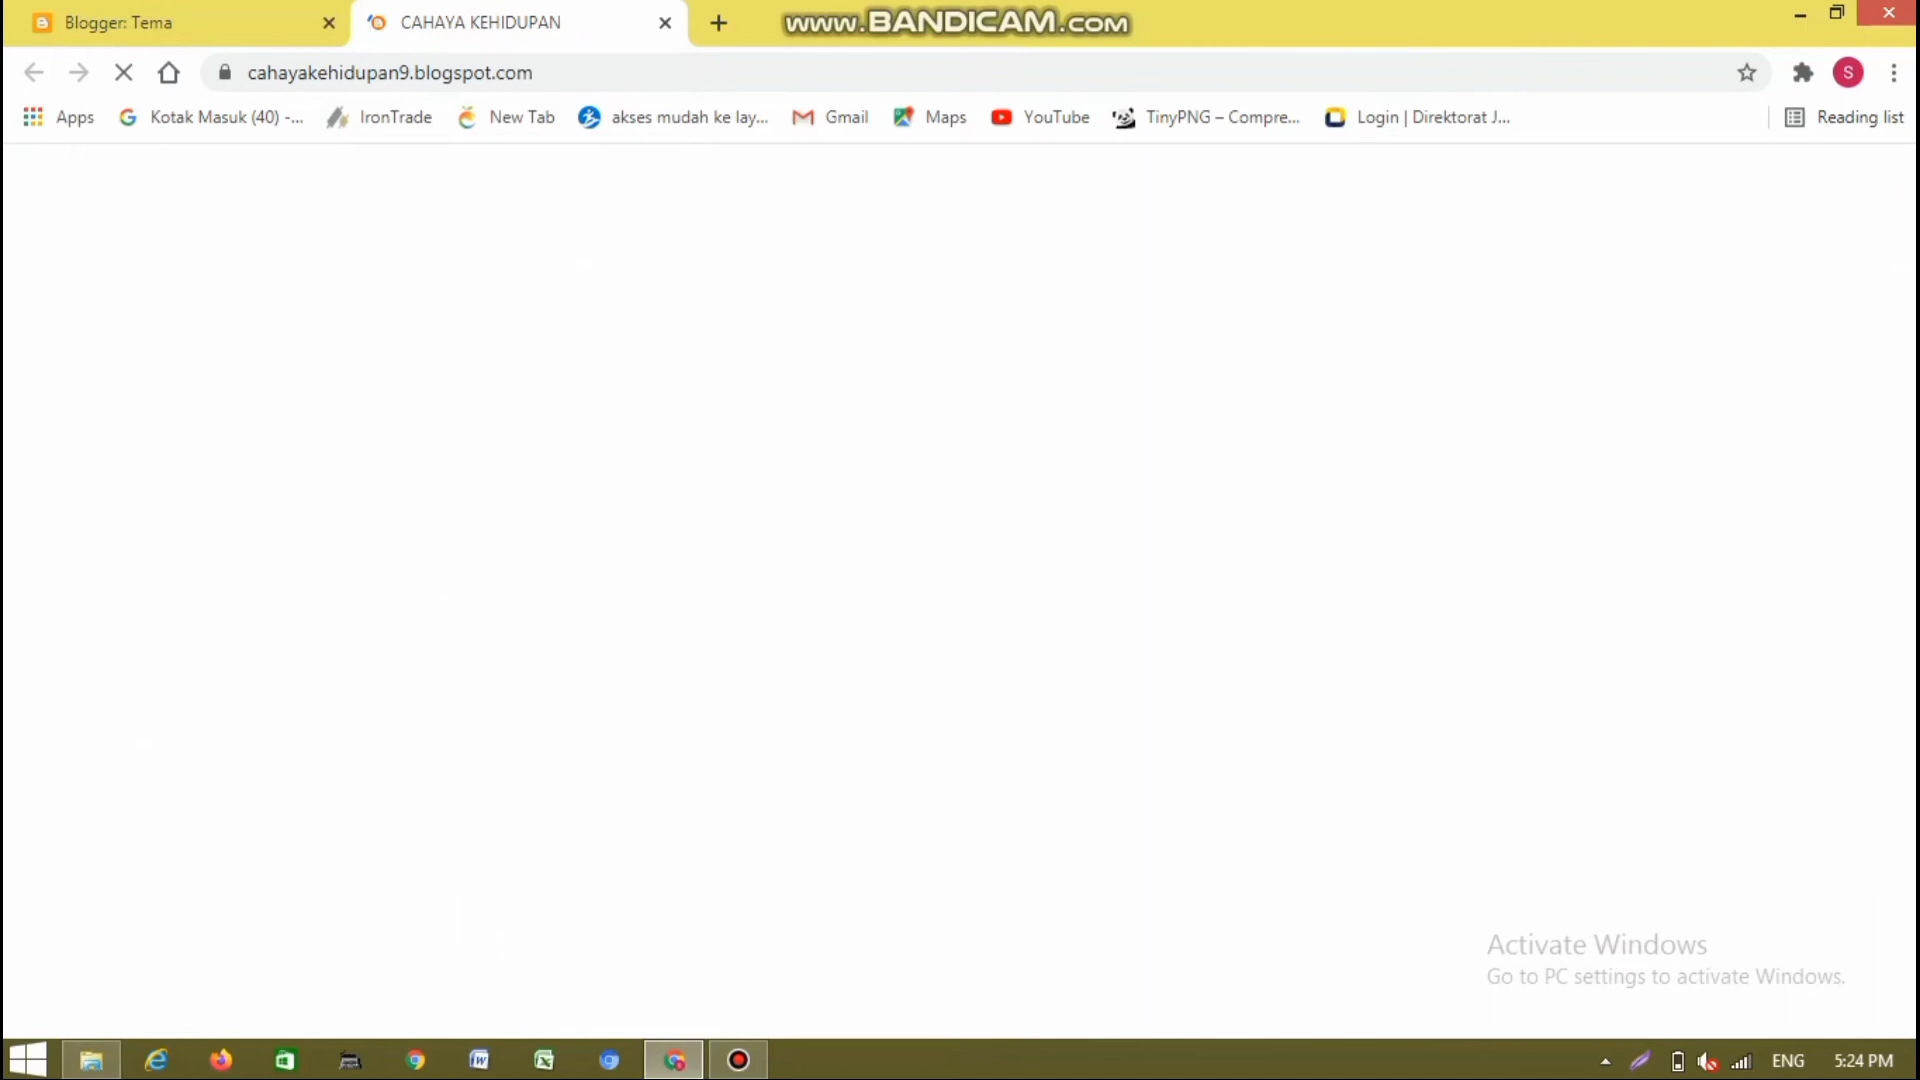 Blogger: Tema
CAHAYA KEHIDUPAN
www.BANDICAM.com
cahayakehidupan9.blogspot.com
S
Apps
Kotak Masuk (40) -...
IronTrade
New Tab
akses mudah ke lay...
Gmail
Maps
YouTube
TinyPNG – Compre...
Login | Direktorat J...
Reading list
Activate Windows
Go to PC settings to activate Windows.
ENG
5:24 PM